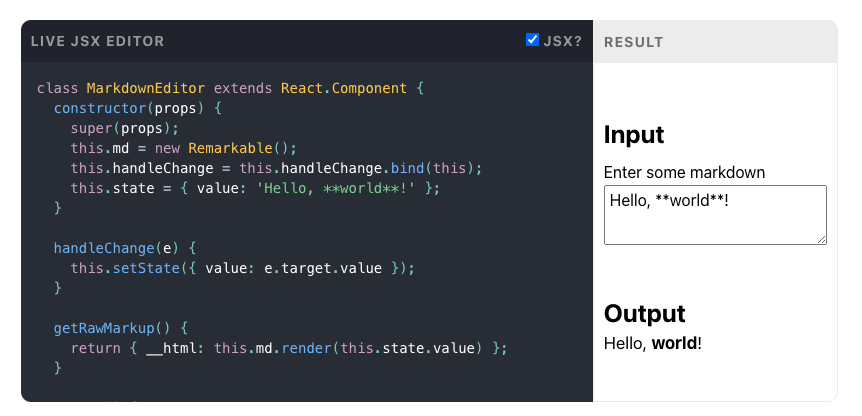 LIVE JSX EDITOR
JSX?
class MarkdownEditor extends React.Component {
  constructor(props) {
    super(props);
    this.md = new Remarkable();
    this.handleChange = this.handleChange.bind(this);
    this.state = { value: 'Hello, **world**!' };
  }

  handleChange(e) {
    this.setState({ value: e.target.value });
  }

  getRawMarkup() {
    return { __html: this.md.render(this.state.value) };
  }
RESULT
Input
Enter some markdown
Hello, **world**!
Output
Hello, world!